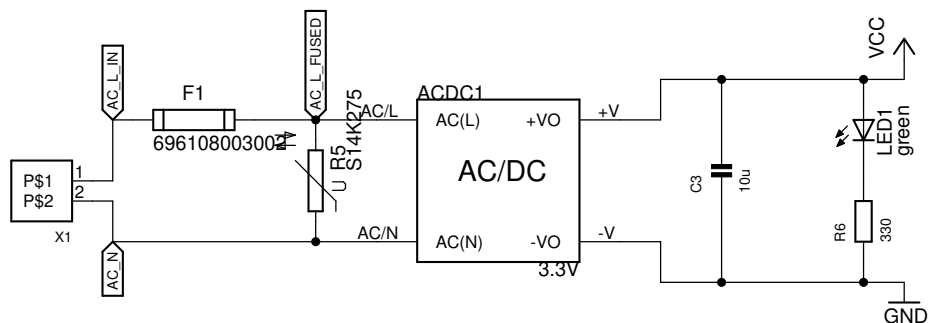 AC_L_IN
AC_L_FUSED
VCC
F1
696108003002
R5
S14K275
U
AC/L
AC/N
ACDC1
AC(L)
+VO
AC/DC
AC(N)
-VO
3.3V
+V
-V
C3
10u
LED1
green
R6
330
GND
P$1
P$2
1
2
X1
AC_N